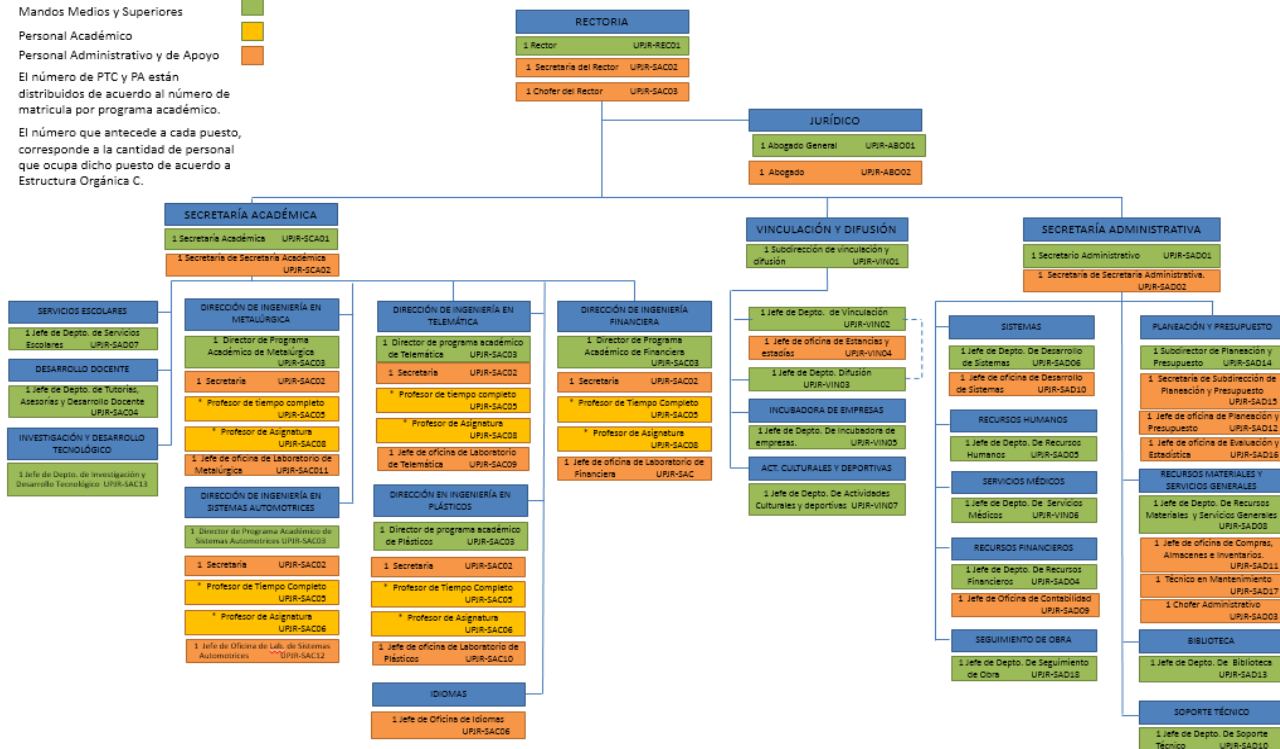 Mandos Medios y Superiores
Personal Académico
Personal Administrativo y de Apoyo
El número de PTC y PA están
distribuidos de acuerdo al número de
matricula por programa académico.
El número que antecede a cada puesto,
corresponde a la cantidad de personal
que ocupa dicho puesto de acuerdo a
Estructura Orgánica C.
RECTORIA
1 Rector UPJR-REC01
1 Secretaria del Rector UPJR-SAC02
1 Chofer del Rector UPJR-SAC03
JURÍDICO
1 Abogado General UPJR-ABO01
1 Abogado UPJR-ABO02
SECRETARÍA ACADÉMICA
1 Secretaría Académica UPJR-SCA01
1 Secretaria de Secretaría Académica
UPJR-SCA02
SERVICIOS ESCOLARES
1 Jefe de Depto. de Servicios
Escolares UPJR-SAD07
DESARROLLO DOCENTE
1 Jefe de Depto. de Tutorías,
Asesorías y Desarrollo Docente
UPJR-SAC04
INVESTIGACIÓN Y DESARROLLO
TECNOLÓGICO
1 Jefe de Depto. de Investigación y
Desarrollo Tecnológico UPJR-SAC13
DIRECCIÓN DE INGENIERÍA EN
METALÚRGICA
1 Director de Programa
Académico de Metalúrgica
UPJR-SAC03
1 Secretaria UPJR-SAC02
* Profesor de tiempo completo
UPJR-SAC05
* Profesor de Asignatura
UPJR-SAC08
1 Jefe de oficina de Laboratorio de
Metalúrgica UPJR-SAC011
DIRECCIÓN DE INGENIERÍA EN
SISTEMAS AUTOMOTRICES
1 Director de Programa Académico de
Sistemas Automotrices UPJR-SAC03
1 Secretaria UPJR-SAC02
* Profesor de Tiempo Completo
UPJR-SAC05
* Profesor de Asignatura
UPJR-SAC06
1 Jefe de Oficina de Lab. de Sistemas
Automotrices UPJR-SAC12
DIRECCIÓN DE INGENIERÍA EN
TELEMÁTICA
1 Director de programa académico
de Telemática UPJR-SAC03
1 Secretaria UPJR-SAC02
* Profesor de tiempo completo
UPJR-SAC05
* Profesor de Asignatura
UPJR-SAC08
1 Jefe de oficina de Laboratorio
de Telemática UPJR-SAC09
DIRECCIÓN EN INGENIERÍA EN
PLÁSTICOS
1 Director de programa académico
de Plásticos UPJR-SAC03
1 Secretaria UPJR-SAC02
* Profesor de Tiempo Completo
UPJR-SAC05
* Profesor de Asignatura
UPJR-SAC06
1 Jefe de oficina de Laboratorio de
Plásticos UPJR-SAC10
IDIOMAS
1 Jefe de Oficina de Idiomas
UPJR-SAC06
DIRECCIÓN DE INGENIERÍA
FINANCIERA
1 Director de Programa
Académico de Financiera
UPJR-SAC03
1 Secretaria UPJR-SAC02
* Profesor de Tiempo Completo
UPJR-SAC05
* Profesor de Asignatura
UPJR-SAC08
1 Jefe de oficina de Laboratorio de
Financiera UPJR-SAC
VINCULACIÓN Y DIFUSIÓN
1 Subdirección de vinculación y
difusión UPJR-VIN01
1 Jefe de Depto. de Vinculación
UPJR-VIN02
1 Jefe de oficina de Estancias y
estadías UPJR-VIN04
1 Jefe de Depto. Difusión
UPJR-VIN03
INCUBADORA DE EMPRESAS
1 Jefe de Depto. De Incubadora de
empresas. UPJR-VIN05
ACT. CULTURALES Y DEPORTIVAS
1 Jefe de Depto. De Actividades
Culturales y deportivas UPJR-VIN07
SECRETARÍA ADMINISTRATIVA
1 Secretario Administrativo UPJR-SAD01
1 Secretaria de Secretaría Administrativa.
UPJR-SAD02
SISTEMAS
1 Jefe de Depto. De Desarrollo
de Sistemas UPJR-SAD06
1 Jefe de oficina de Desarrollo
de Sistemas UPJR-SAD10
RECURSOS HUMANOS
1 Jefe de Depto. De Recursos
Humanos UPJR-SAD05
SERVICIOS MÉDICOS
1 Jefe de Depto. De Servicios
Médicos UPJR-VIN06
RECURSOS FINANCIEROS
1 Jefe de Depto. De Recursos
Financieros UPJR-SAD04
1 Jefe de Oficina de Contabilidad
UPJR-SAD09
SEGUIMIENTO DE OBRA
1 Jefe de Depto. De Seguimiento
de Obra UPJR-SAD18
PLANEACIÓN Y PRESUPUESTO
1 Subdirector de Planeación y
Presupuesto UPJR-SAD14
1 Secretaria de Subdirección de
Planeación y Presupuesto
UPJR-SAD15
1 Jefe de oficina de Planeación y
Presupuesto UPJR-SAD12
1 Jefe de oficina de Evaluación y
Estadística UPJR-SAD16
RECURSOS MATERIALES Y
SERVICIOS GENERALES
1 Jefe de Depto. De Recursos
Materiales y Servicios Generales
UPJR-SAD08
1 Jefe de oficina de Compras,
Almacenes e Inventarios.
UPJR-SAD11
1 Técnico en Mantenimiento
UPJR-SAD17
1 Chofer Administrativo
UPJR-SAD03
BIBLIOTECA
1 Jefe de Depto. De Biblioteca
UPJR-SAD13
SOPORTE TÉCNICO
1 Jefe de Depto. De Soporte
Técnico UPJR-SAD10